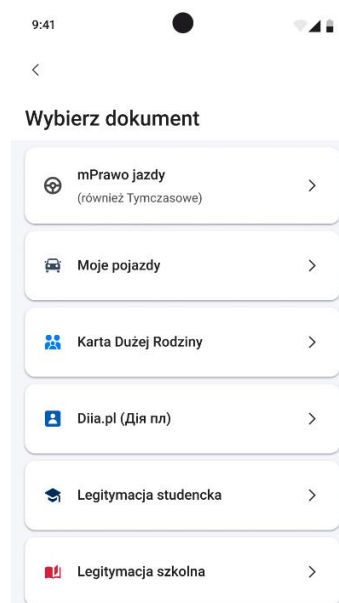 9:41
Wybierz dokument
mPrawo jazdy
(również Tymczasowe)
Moje pojazdy
Karta Dużej Rodziny
Diia.pl (Дія пл)
Legitymacja studencka
Legitymacja szkolna